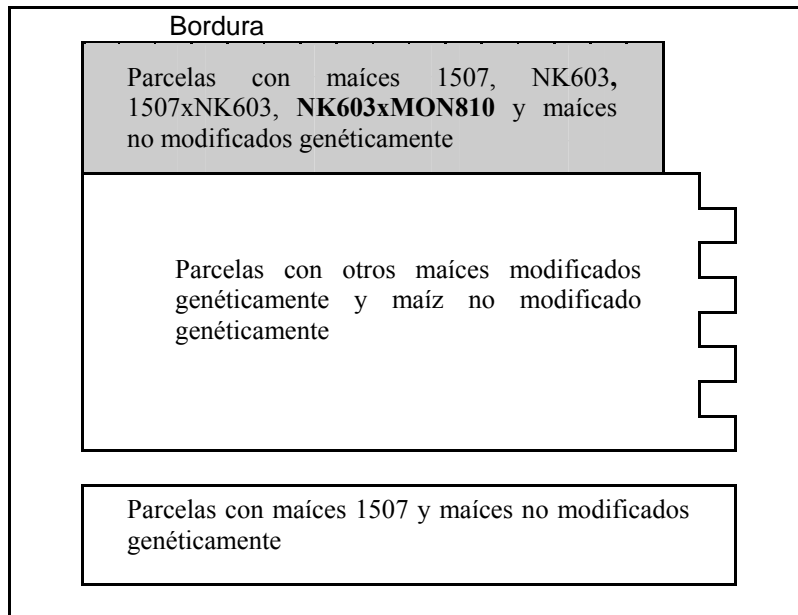 Bordura
Parcelas con maíces 1507, NK603,
1507xNK603, NK603xMON810 y maíces
no modificados genéticamente
Parcelas con otros maíces modificados
genéticamente y maíz no modificado
genéticamente
Parcelas con maíces 1507 y maíces no modificados
genéticamente